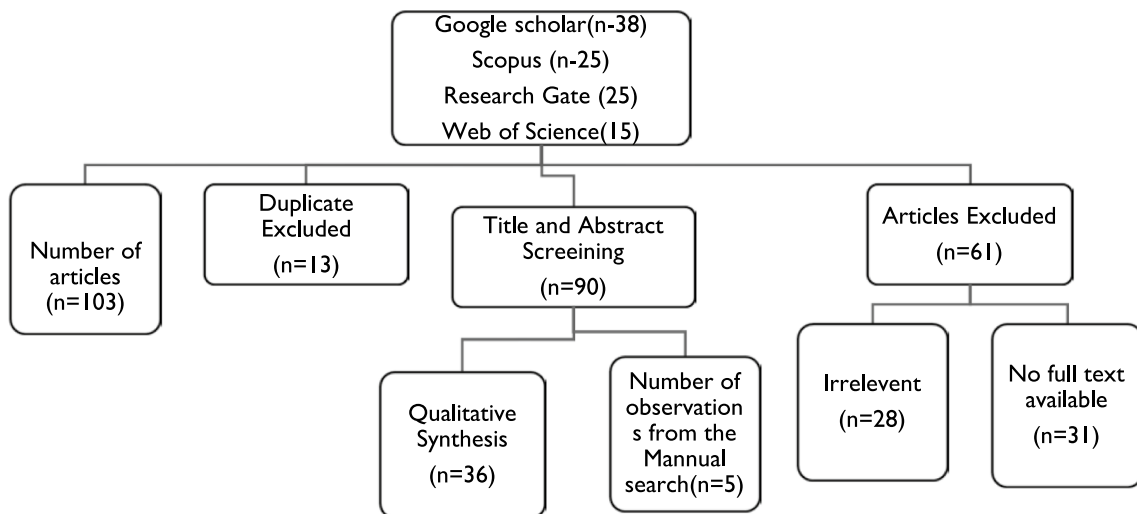 Google scholar(n-38)
Scopus (n-25)
Research Gate (25)
Web of Science(15)
Number of
articles
(n=103)
Duplicate
Excluded
(n=13)
Title and Abstract
Screeining
(n=90)
Articles Excluded
(n=61)
Qualitative
Synthesis
(n=36)
Number of
observation
s from the
Mannual
search(n=5)
Irrelevent
(n=28)
No full text
available
(n=31)